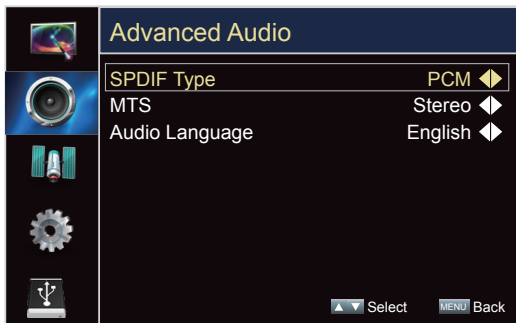 Advanced Audio
SPDIF Type PCM
MTS Stereo
Audio Language English
Select MENU Back